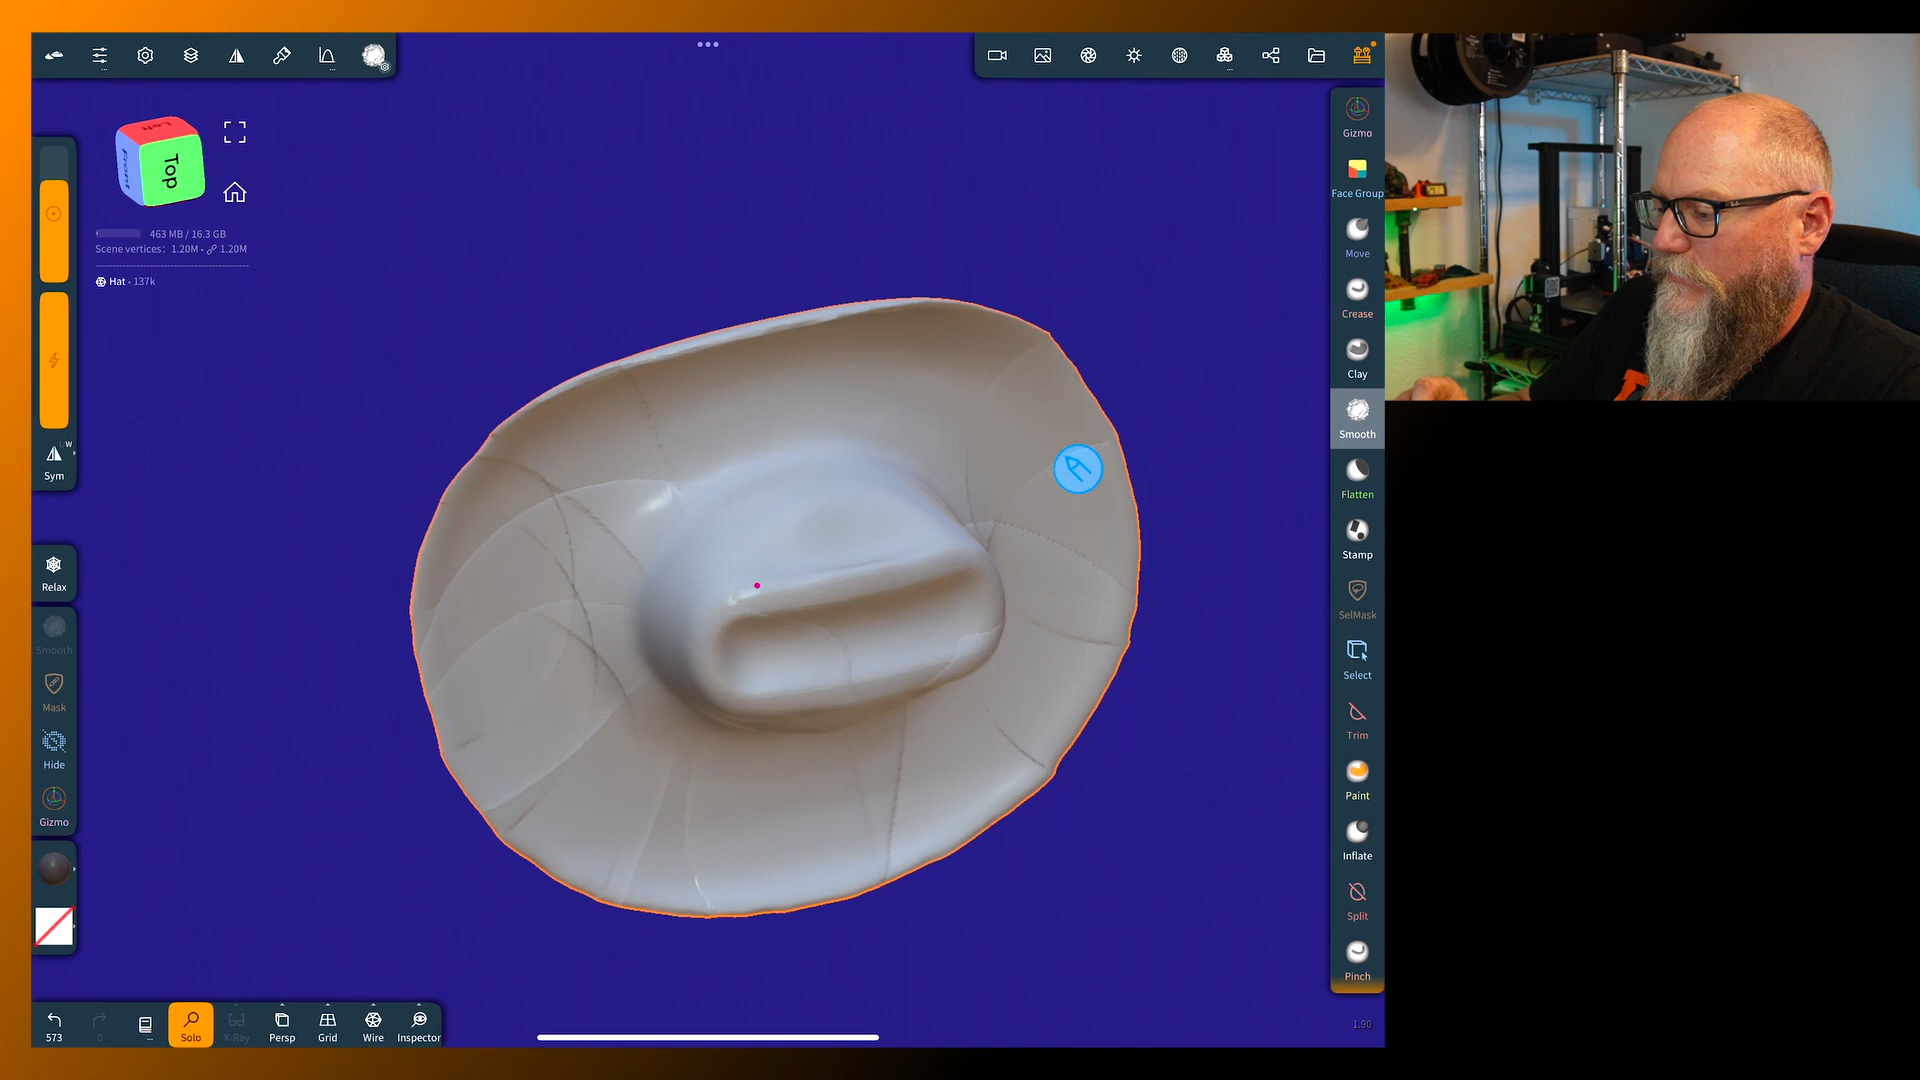 Left
Front
Top
463 MB / 16.3 GB
Scene vertices: 1.20M • 1.20M
Hat • 137k
W
Sym
Relax
Smooth
Mask
Hide
Gizmo
573
0
Solo
X-Ray
Persp
Grid
Wire
Inspector
Gizmo
Face Group
Move
Crease
Clay
Smooth
Flatten
Stamp
SelMask
Select
Trim
Paint
Inflate
Split
Pinch
1.90